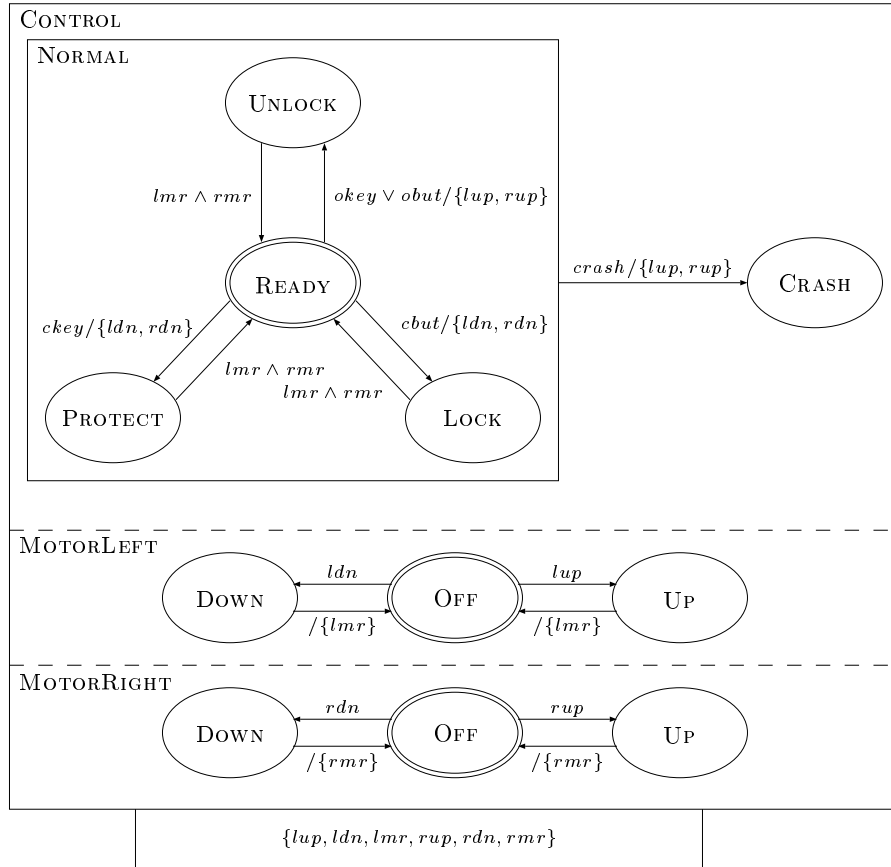 CONTROL
NORMAL
UNLOCK
lmr ∧ rmr
okey ∨ obut/{lup, rup}
READY
crash/{lup, rup}
CRASH
ckey/{ldn, rdn}
cbut/{ldn, rdn}
lmr ∧ rmr
lmr ∧ rmr
PROTECT
LOCK
MOTORLEFT
DOWN
ldn
/{lmr}
OFF
lup
/{lmr}
UP
MOTORRIGHT
DOWN
rdn
/{rmr}
OFF
rup
/{rmr}
UP
{lup, ldn, lmr, rup, rdn, rmr}